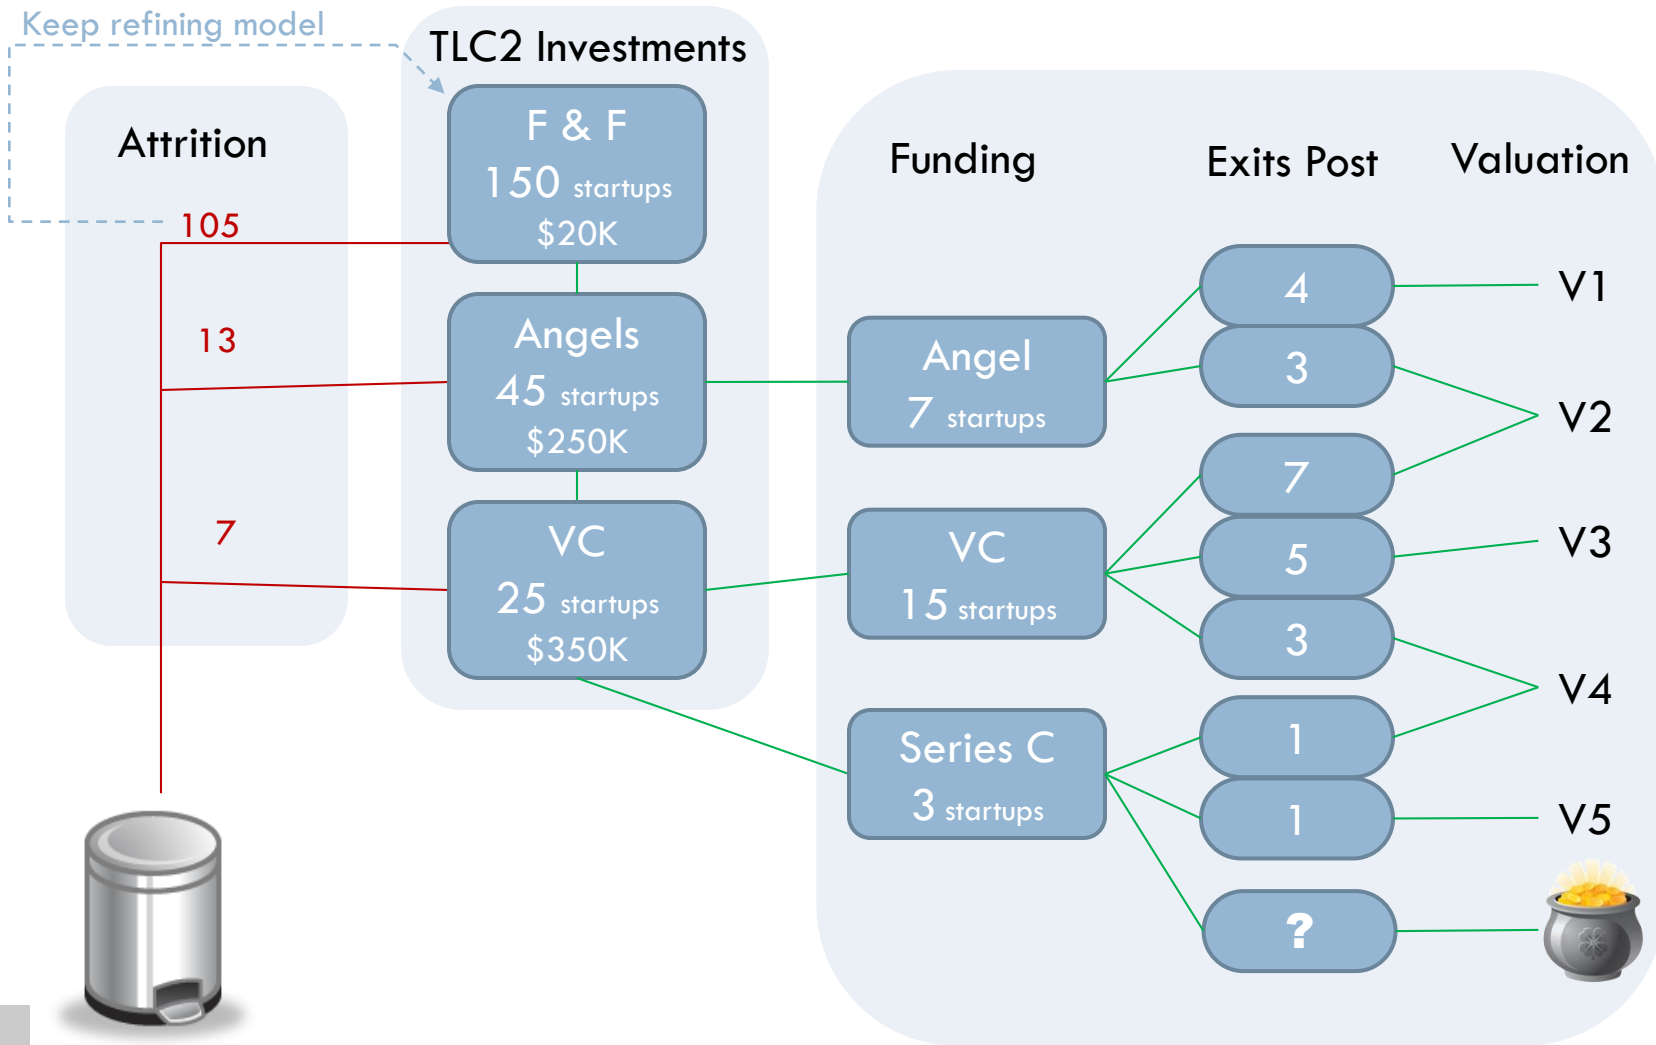 Keep refining model
TLC2 Investments
Attrition
105
13
7
F & F
150 startups
$20K
Angels
45 startups
$250K
VC
25 startups
$350K
Funding
Angel
7 startups
VC
15 startups
Series C
3 startups
Exits Post
4
3
7
5
3
1
1
?
Valuation
V1
V2
V3
V4
V5